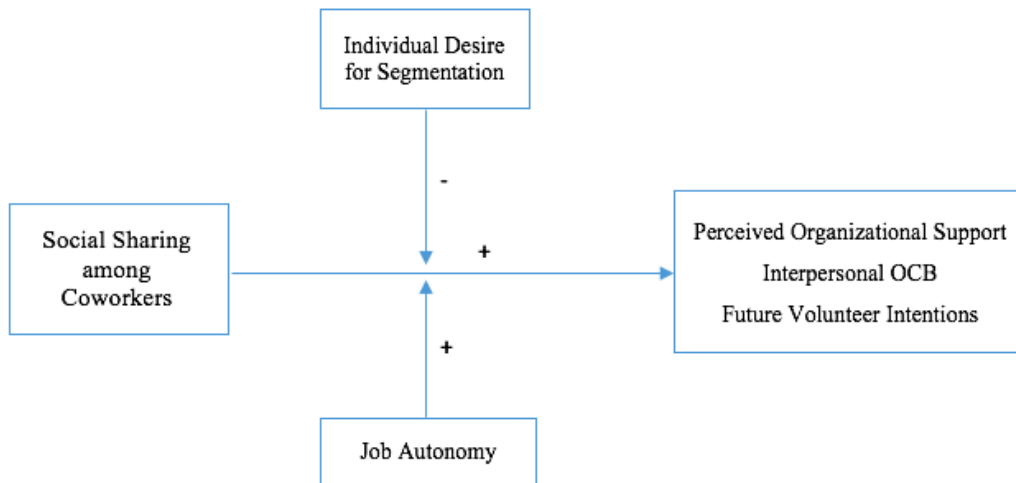 Individual Desire
for Segmentation
-
Social Sharing
among
Coworkers
+
Perceived Organizational Support
Interpersonal OCB
Future Volunteer Intentions
+
Job Autonomy